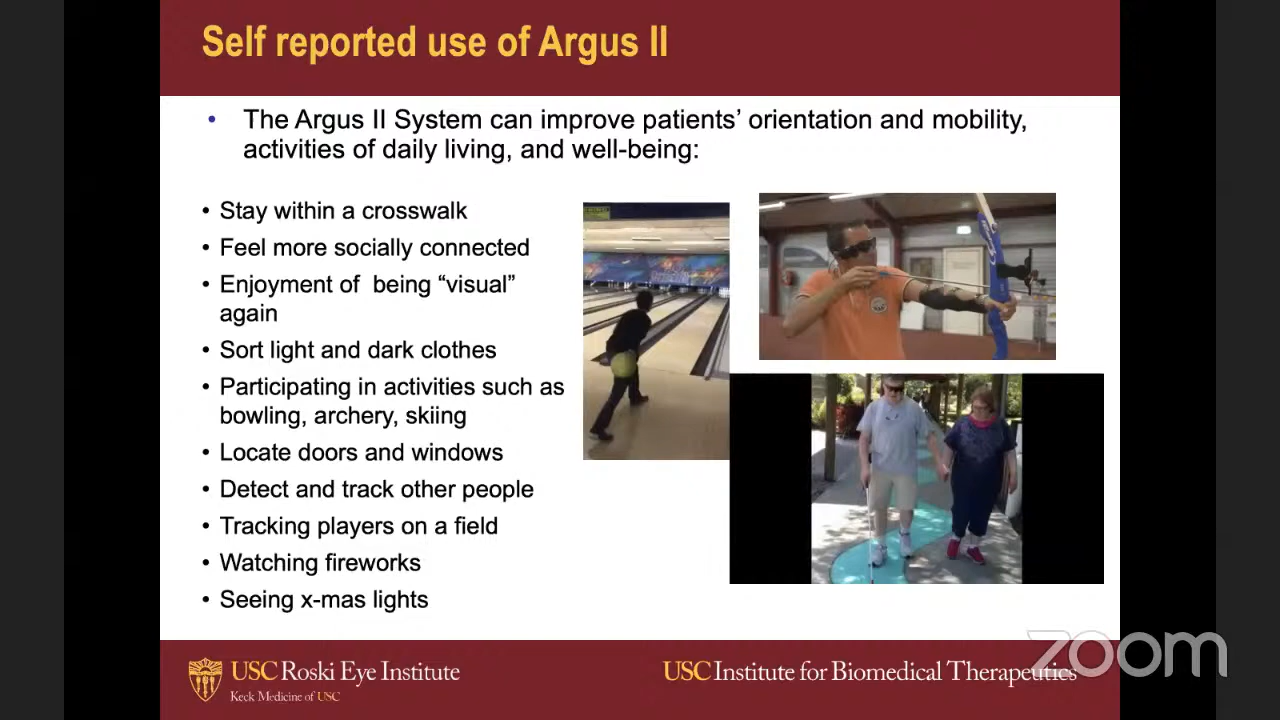 Self reported use of Argus II
• The Argus II System can improve patients’ orientation and mobility,
activities of daily living, and well-being:
• Stay within a crosswalk
• Feel more socially connected
• Enjoyment of being “visual”
again
• Sort light and dark clothes
• Participating in activities such as
bowling, archery, skiing
• Locate doors and windows
• Detect and track other people
• Tracking players on a field
• Watching fireworks
• Seeing x-mas lights
USC Roski Eye Institute
Keck Medicine of USC
USC Institute for Biomedical Therapeutics
zoom